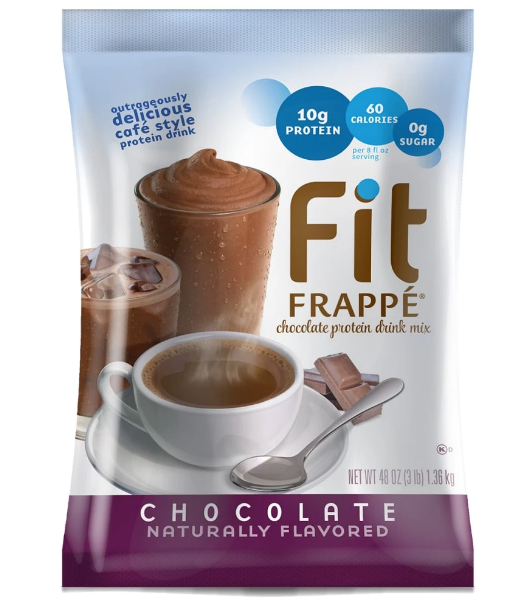 outrageously
delicious
café style
protein drink
10g
PROTEIN
60
CALORIES
0g
SUGAR
per 8 fl oz
serving
Fit
FRAPPÉ®
chocolate protein drink mix
K D
NET WT 48 OZ (3 lb) 1.36 kg
CHOCOLATE
NATURALLY FLAVORED